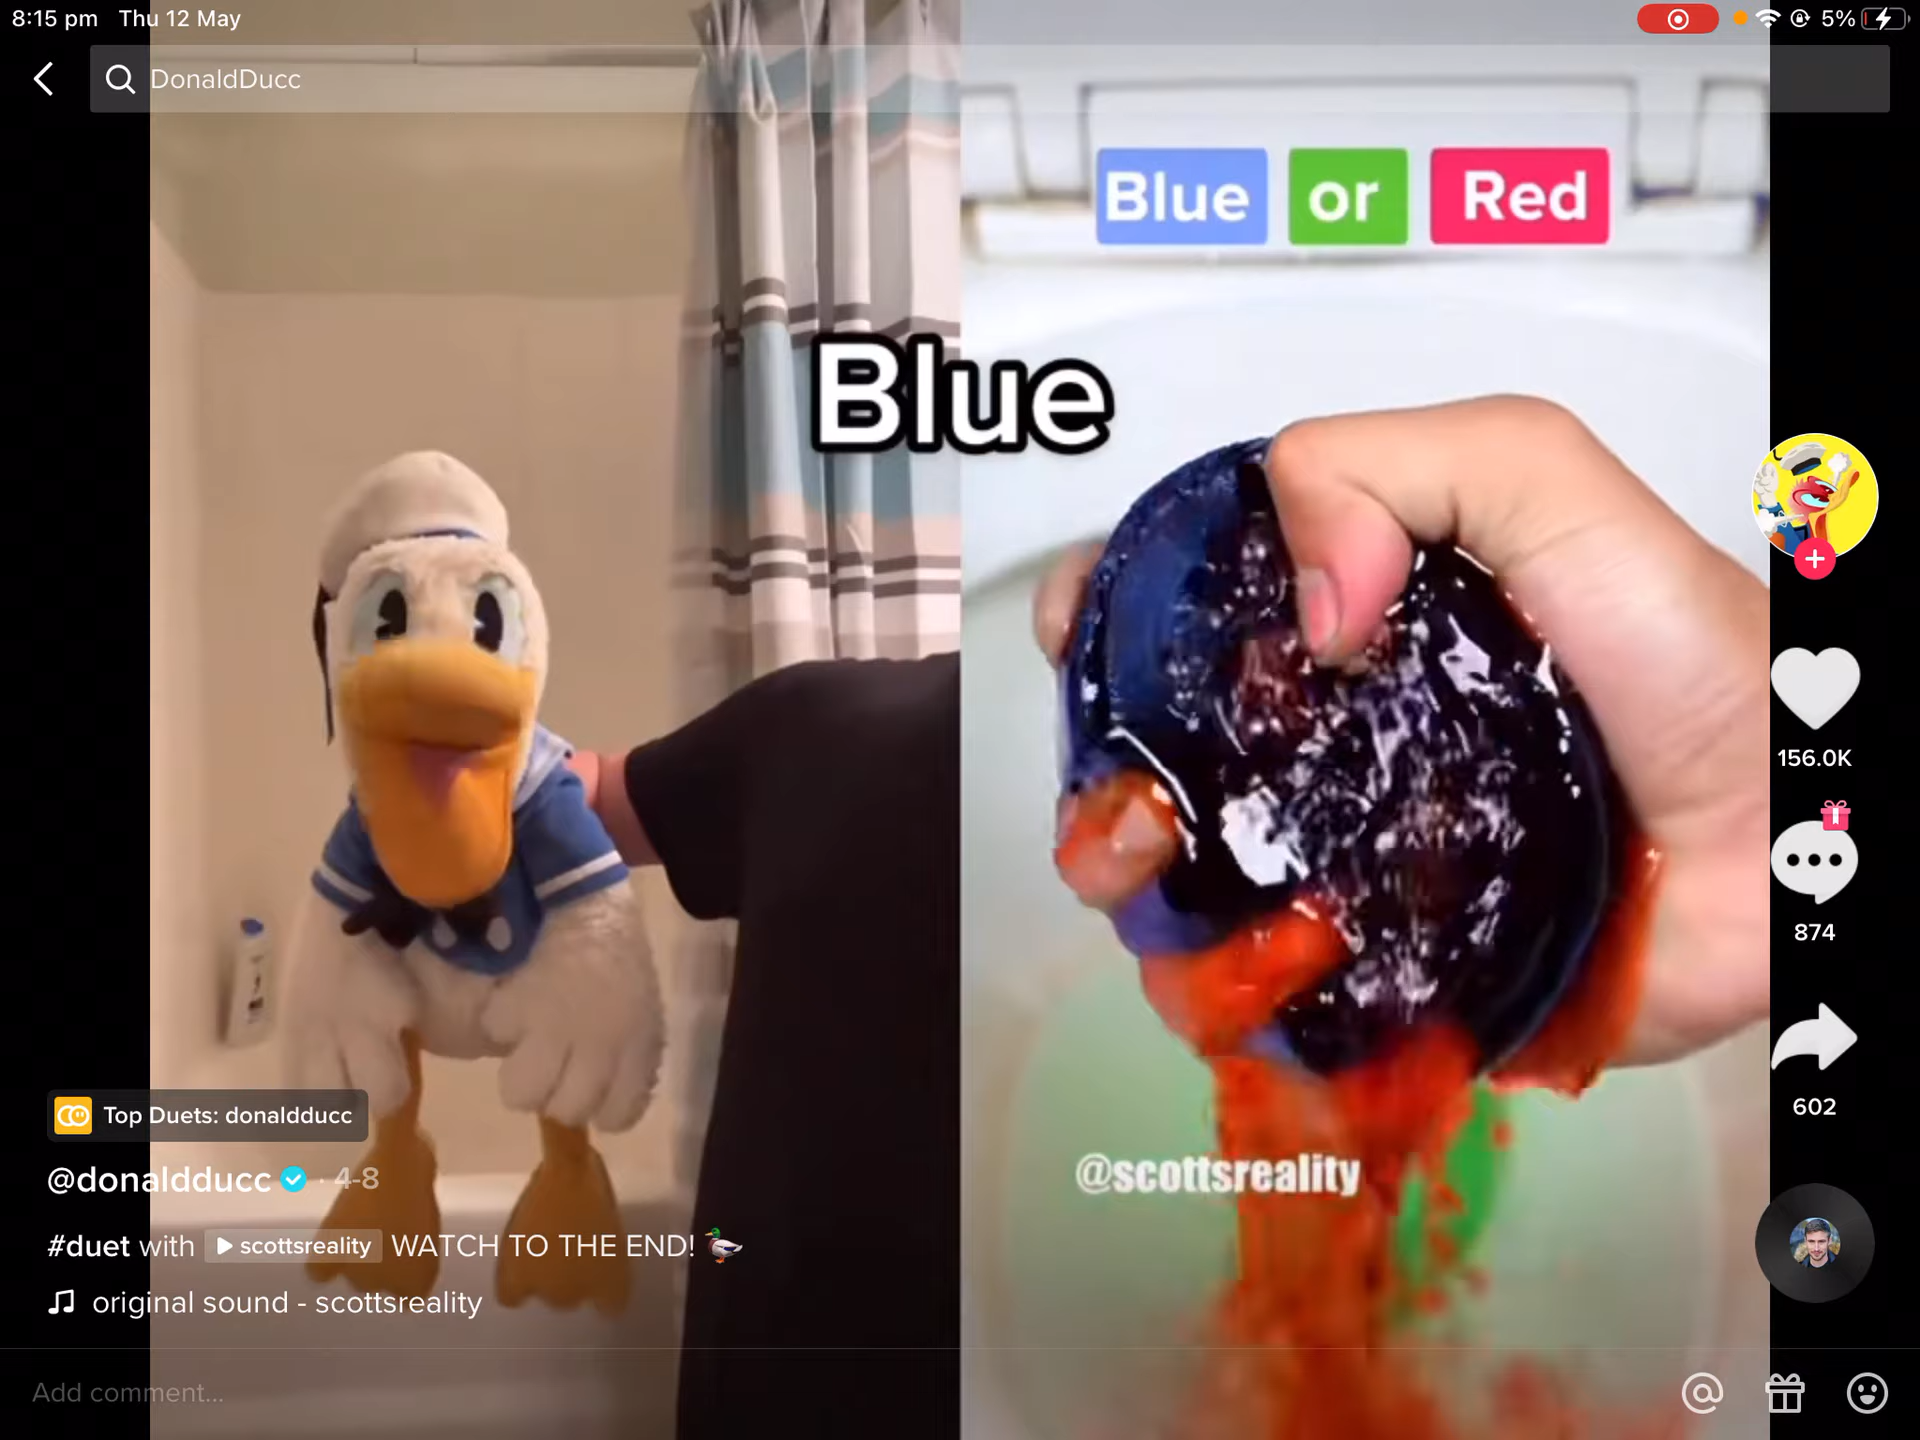 8:15 pm Thu 12 May
5%
DonaldDucc
Blue or Red
Blue
156.0K
874
602
@scottsreality
Top Duets: donaldducc
@donaldducc · 4-8
#duet with scottsreality WATCH TO THE END!
original sound - scottsreality
Add comment...